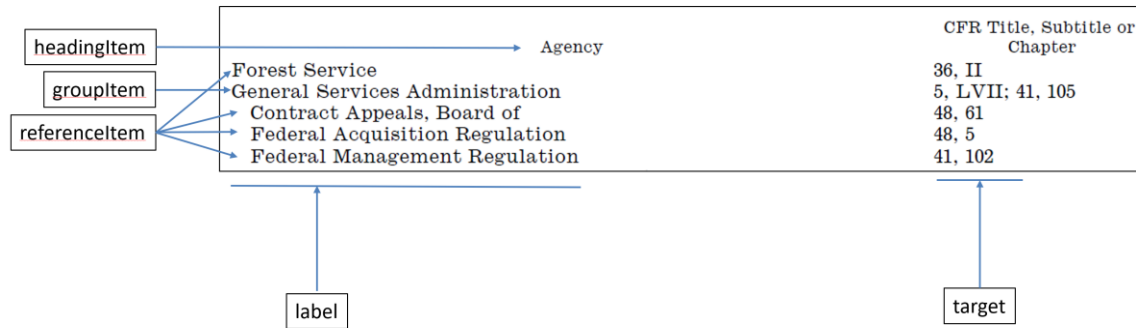 CFR Title, Subtitle or
Chapter
headingItem
Agency
Forest Service 36, II
groupItem
General Services Administration 5, LVII; 41, 105
Contract Appeals, Board of 48, 61
referenceItem
Federal Acquisition Regulation 48, 5
Federal Management Regulation 41, 102
label
target